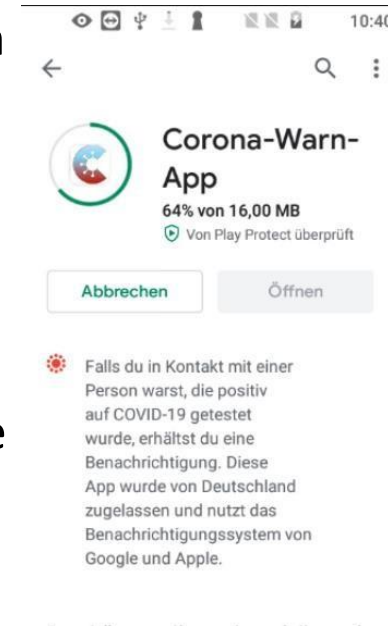 10:40
Corona-Warn-
App
64% von 16,00 MB
Von Play Protect überprüft
Abbrechen
Öffnen
Falls du in Kontakt mit einer
Person warst, die positiv
auf COVID-19 getestet
wurde, erhältst du eine
Benachrichtigung. Diese
App wurde von Deutschland
zugelassen und nutzt das
Benachrichtigungssystem von
Google und Apple.